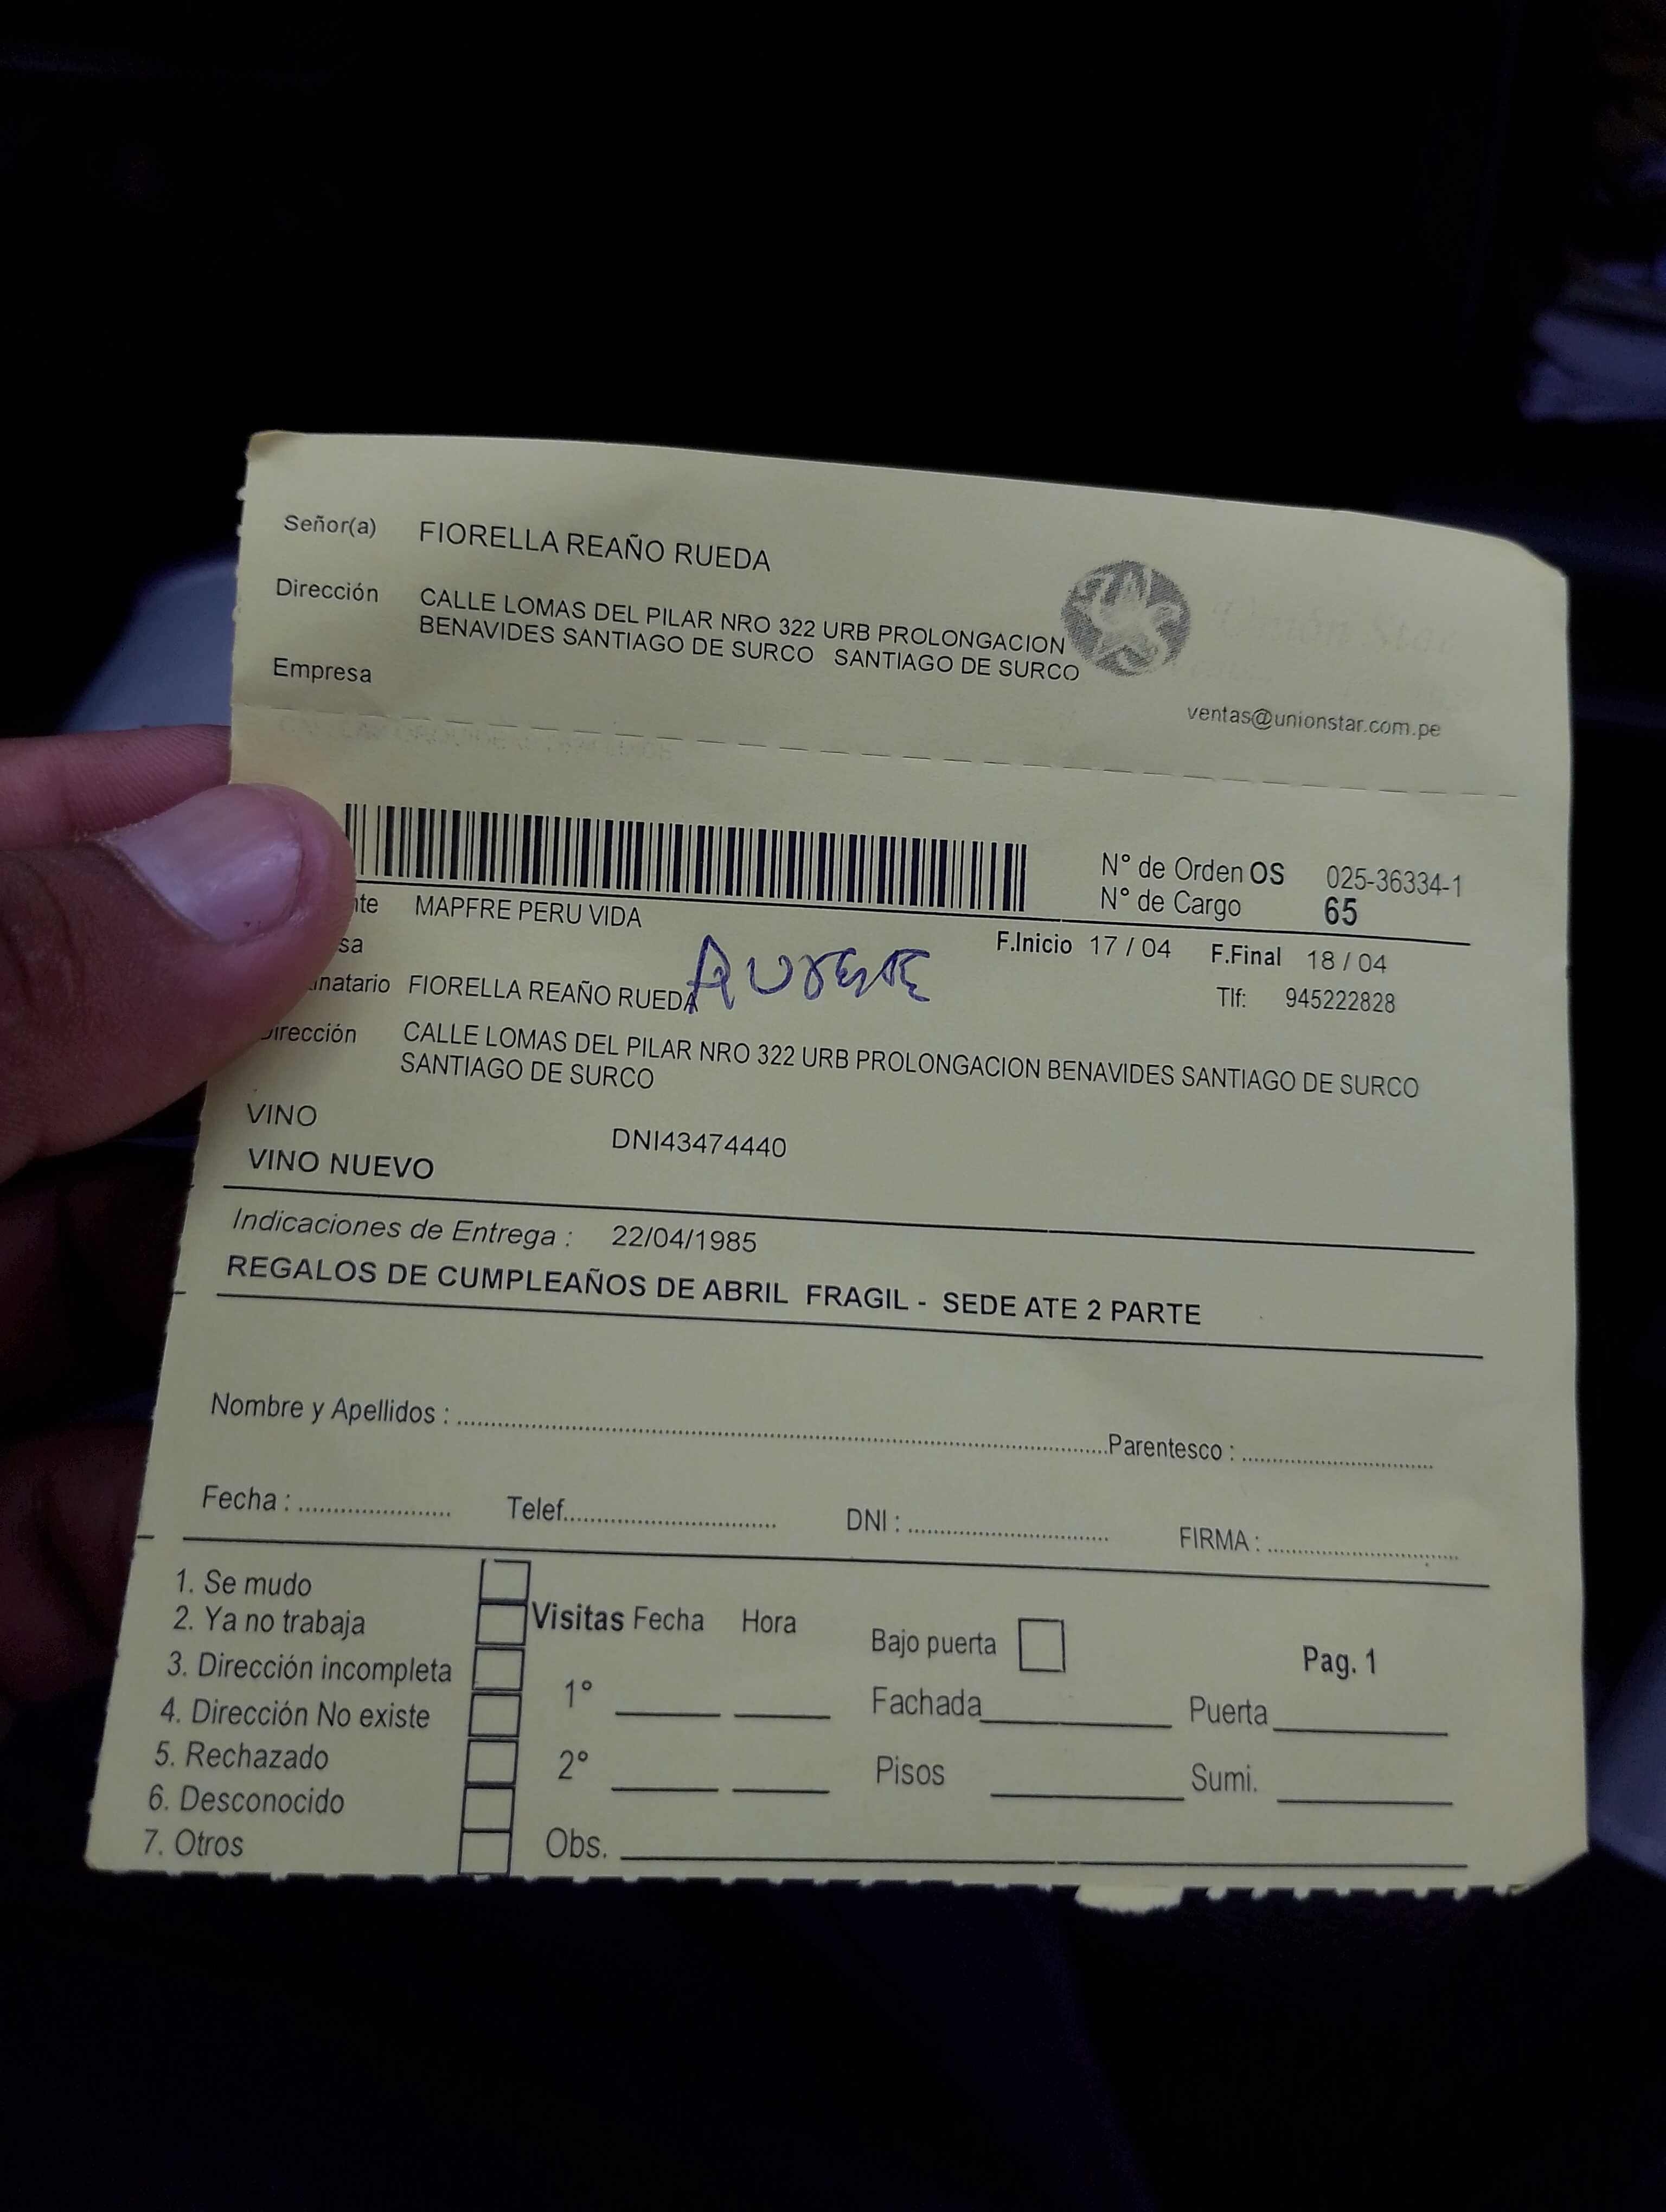 Señor(a) FIORELLA REAÑO RUEDA
Dirección CALLE LOMAS DEL PILAR NRO 322 URB PROLONGACION
BENAVIDES SANTIAGO DE SURCO SANTIAGO DE SURCO
Empresa
ventas@unionstar.com.pe
N° de Orden OS 025-36334-1
N° de Cargo 65
nte MAPFRE PERU VIDA
F.Inicio 17 / 04 F.Final 18 / 04
sa
inatario FIORELLA REAÑO RUEDA
Tlf: 945222828
Dirección CALLE LOMAS DEL PILAR NRO 322 URB PROLONGACION BENAVIDES SANTIAGO DE SURCO
SANTIAGO DE SURCO
VINO
DNI43474440
VINO NUEVO
Indicaciones de Entrega : 22/04/1985
REGALOS DE CUMPLEAÑOS DE ABRIL FRAGIL - SEDE ATE 2 PARTE
Nombre y Apellidos : Parentesco :
Fecha : Telef. DNI : FIRMA :
1. Se mudo
2. Ya no trabaja
3. Dirección incompleta
4. Dirección No existe
5. Rechazado
6. Desconocido
7. Otros
Visitas Fecha Hora
1°
2°
Obs.
Bajo puerta
Pag. 1
Fachada Puerta
Pisos Sumi.